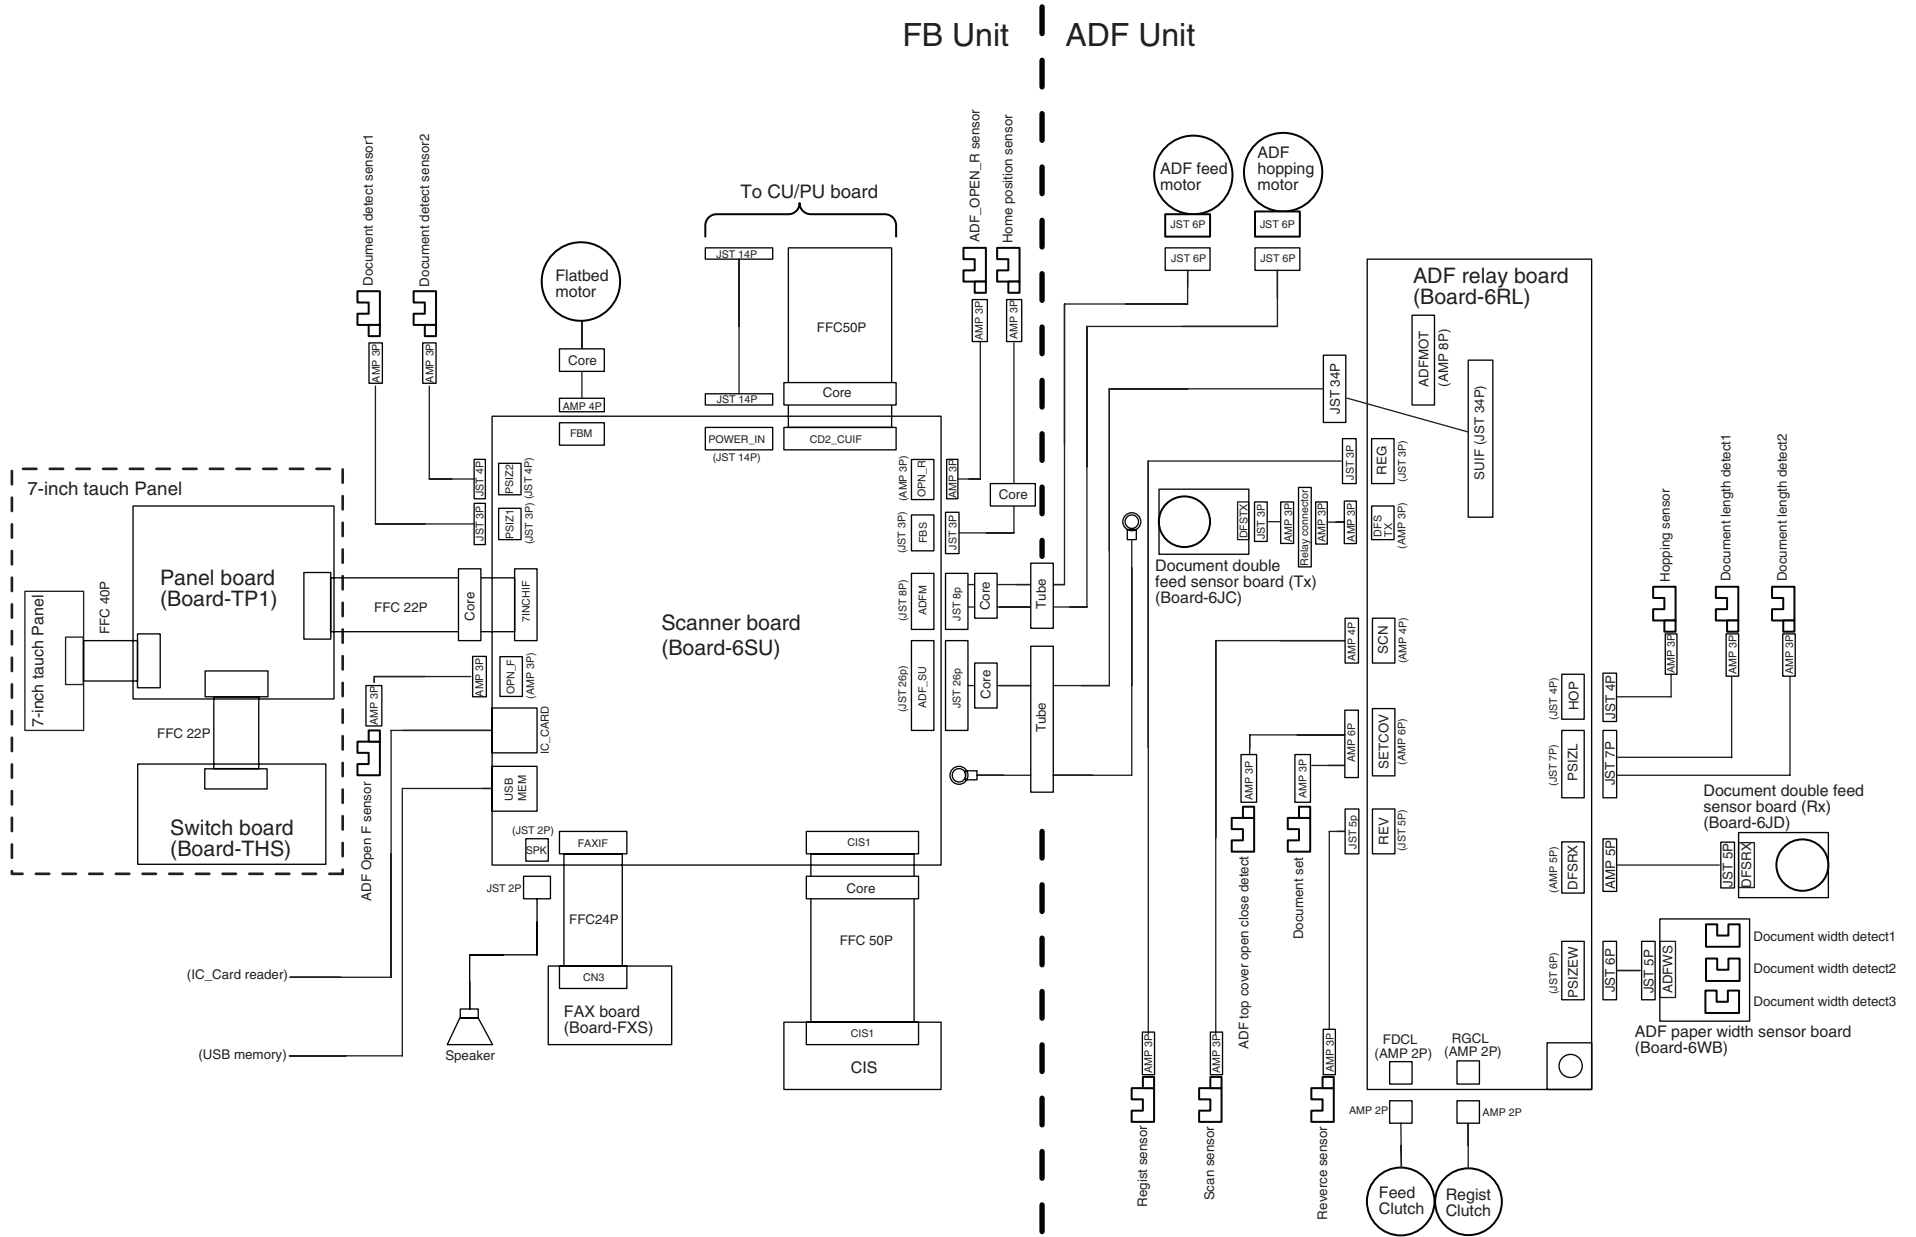 FB Unit
ADF Unit
Document detect sensor1
Document detect sensor2
AMP 3P
AMP 3P
Flatbed
motor
Core
AMP 4P
FBM
To CU/PU board
JST 14P
JST 14P
POWER_IN
(JST 14P)
FFC50P
Core
CD2_CUIF
ADF_OPEN_R sensor
Home position sensor
AMP 3P
AMP 3P
Core
JST 4P
PSIZ2
(JST 4P)
JST 3P
PSIZ1
(JST 3P)
(AMP 3P)
OPN_R
AMP 3P
(JST 3P)
FBS
JST 3P
7-inch tauch Panel
7-inch tauch Panel
FFC 40P
Panel board
(Board-TP1)
FFC 22P
Core
7INCHIF
FFC 22P
Switch board
(Board-THS)
Scanner board
(Board-6SU)
(JST 8P)
ADFM
JST 8p
Core
Tube
(JST 26p)
ADF_SU
JST 26p
Core
Tube
AMP 3P
OPN_F
(AMP 3P)
AMP 3P
ADF Open F sensor
IC_CARD
USB
MEM
(JST 2P)
SPK
JST 2P
Speaker
(IC_Card reader)
(USB memory)
FAXIF
FFC24P
CN3
FAX board
(Board-FXS)
CIS1
Core
FFC 50P
CIS1
CIS
ADF feed
motor
JST 6P
JST 6P
ADF
hopping
motor
JST 6P
JST 6P
ADF relay board
(Board-6RL)
ADFMOT
(AMP 8P)
JST 34P
SUIF (JST 34P)
JST 3P
REG
(JST 3P)
DFSTX
JST 3P
AMP 3P
Relay connector
AMP 3P
AMP 3P
DFS
TX
(AMP 3P)
Document double
feed sensor board (Tx)
(Board-6JC)
AMP 4P
SCN
(AMP 4P)
AMP 6P
SETCOV
(AMP 6P)
AMP 3P
AMP 3P
ADF top cover open close detect
Document set
JST 5p
REV
(JST 5P)
AMP 3P
Regist sensor
AMP 3P
Scan sensor
AMP 3P
Reverce sensor
Hopping sensor
Document length detect1
Document length detect2
AMP 3P
AMP 3P
AMP 3P
(JST 4P)
HOP
JST 4P
(JST 7P)
PSIZL
JST 7P
Document double feed
sensor board (Rx)
(Board-6JD)
(AMP 5P)
DFSRX
AMP 5P
JST 5P
DFSRX
(JST 6P)
PSIZEW
JST 6P
JST 5P
ADFWS
Document width detect1
Document width detect2
Document width detect3
ADF paper width sensor board
(Board-6WB)
FDCL
(AMP 2P)
RGCL
(AMP 2P)
AMP 2P
AMP 2P
Feed
Clutch
Regist
Clutch